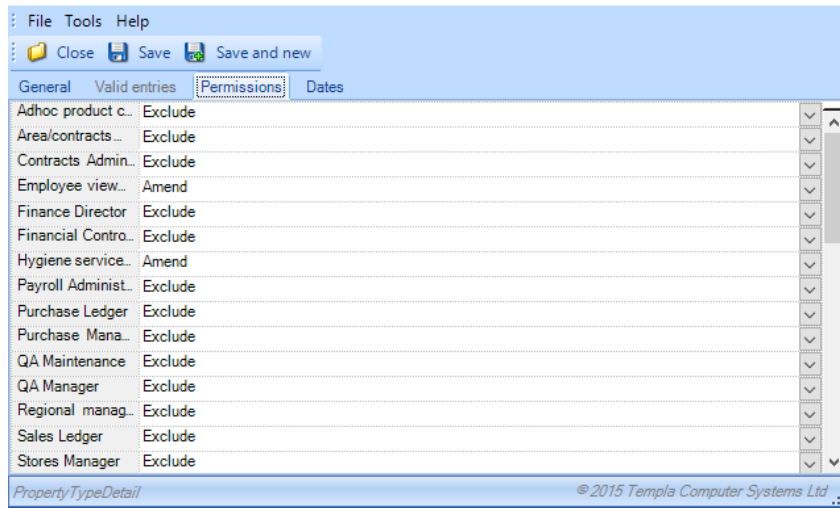 File Tools Help
Close Save Save and new
General Valid entries Permissions Dates
Adhoc product c... Exclude
Area/contracts ... Exclude
Contracts Admin... Exclude
Employee view... Amend
Finance Director Exclude
Financial Contro... Exclude
Hygiene service... Amend
Payroll Administ... Exclude
Purchase Ledger Exclude
Purchase Mana... Exclude
QA Maintenance Exclude
QA Manager Exclude
Regional manag... Exclude
Sales Ledger Exclude
Stores Manager Exclude
PropertyTypeDetail © 2015 Templa Computer Systems Ltd